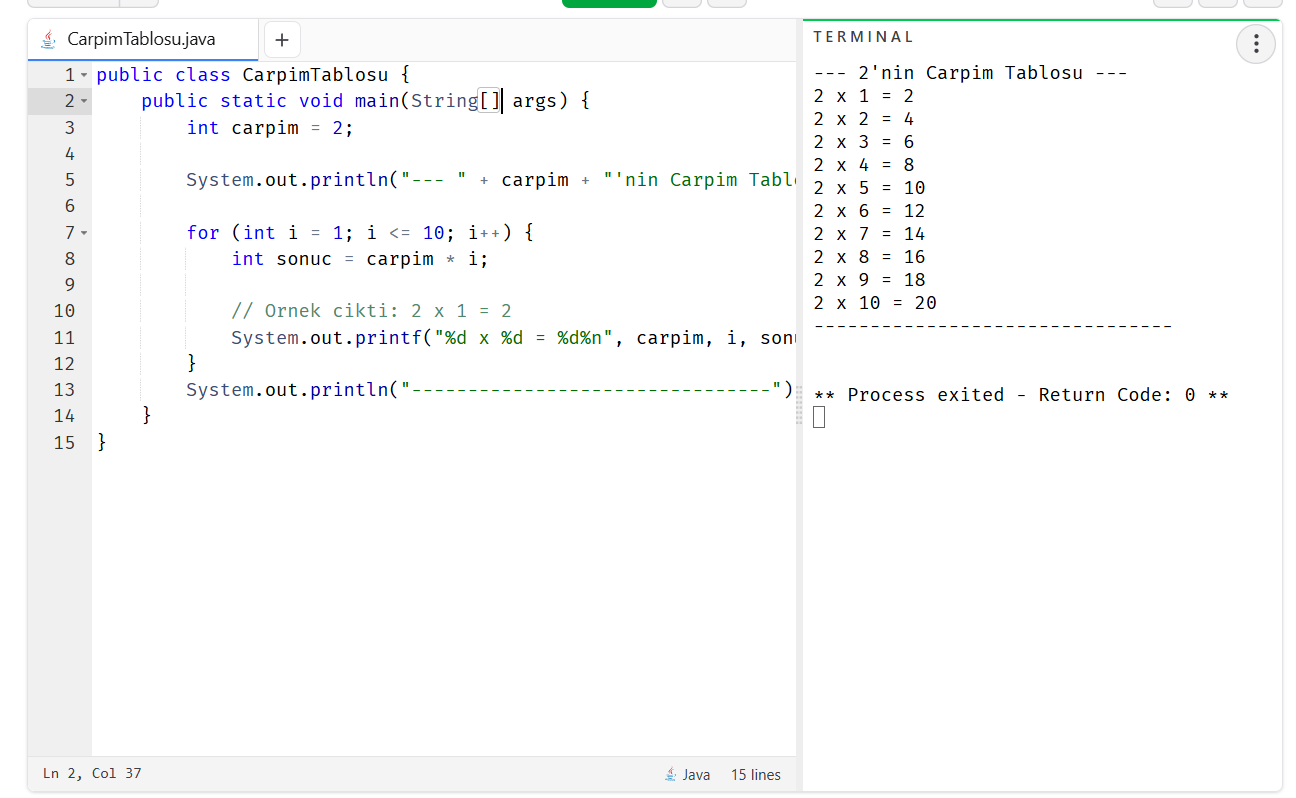 CarpimTablosu.java
+
1 public class CarpimTablosu {
2     public static void main(String[] args) {
3         int carpim = 2;
4
5         System.out.println("--- " + carpim + "'nin Carpim Tabl
6
7         for (int i = 1; i <= 10; i++) {
8             int sonuc = carpim * i;
9
10             // Ornek cikti: 2 x 1 = 2
11             System.out.printf("%d x %d = %d%n", carpim, i, son
12         }
13         System.out.println("--------------------------------")
14     }
15 }
Ln 2, Col 37
Java 15 lines
TERMINAL
--- 2'nin Carpim Tablosu ---
2 x 1 = 2
2 x 2 = 4
2 x 3 = 6
2 x 4 = 8
2 x 5 = 10
2 x 6 = 12
2 x 7 = 14
2 x 8 = 16
2 x 9 = 18
2 x 10 = 20
--------------------------------
** Process exited - Return Code: 0 **